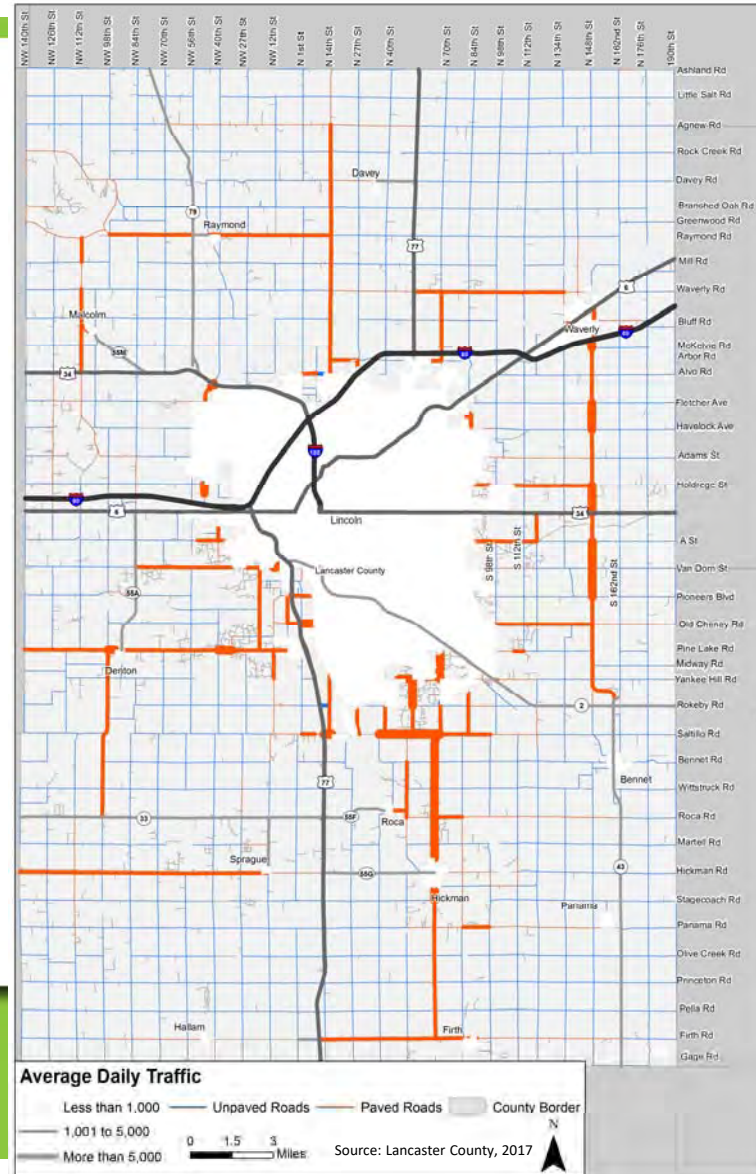 NW 140th St
NW 126th St
NW 112th St
NW 98th St
NW 84th St
NW 70th St
NW 56th St
NW 40th St
NW 27th St
NW 12th St
N 1st St
N 14th St
N 27th St
N 40th St
N 70th St
N 84th St
N 98th St
N 112th St
N 134th St
N 148th St
N 162nd St
N 176th St
190th St
Ashland Rd
Little Salt Rd
Agnew Rd
Rock Creek Rd
Davey
Davey Rd
Branched Oak Rd
79
Greenwood Rd
Raymond
Raymond Rd
77
Mill Rd
6
Waverly Rd
Malcolm
Bluff Rd
Waverly
80
55M
McKelvie Rd
80
Arbor Rd
34
Alvo Rd
Fletcher Ave
Havelock Ave
180
Adams St
Holdrege St
80
6
34
Lincoln
A St
S 98th St
S 112th St
S 162nd St
Lancaster County
Van Dorn St
55A
Pioneers Blvd
Old Cheney Rd
Pine Lake Rd
Denton
Midway Rd
Yankee Hill Rd
2
Rokeby Rd
Saltillo Rd
Bennet Rd
77
Bennet
Wittstruck Rd
33
55F
Roca
Roca Rd
Martell Rd
Sprague
43
55G
Hickman Rd
Hickman
Stagecoach Rd
Panama
Panama Rd
Olive Creek Rd
Princeton Rd
Pella Rd
Hallam
Firth
Firth Rd
Gage Rd
Average Daily Traffic
Less than 1,000
Unpaved Roads
Paved Roads
County Border
1,001 to 5,000
More than 5,000
0 1.5 3
Miles
Source: Lancaster County, 2017
N